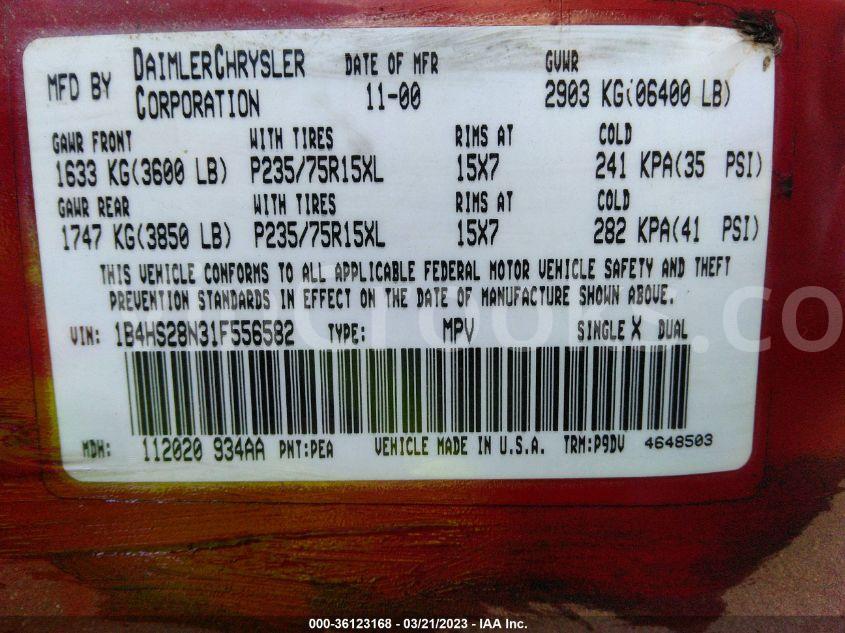 MFD BY DAIMLERCHRYSLER CORPORATION DATE OF MFR 11-00 GVWR 2903 KG(06400 LB)
GAWR FRONT WITH TIRES RIMS AT COLD
1633 KG(3600 LB) P235/75R15XL 15X7 241 KPA(35 PSI)
GAWR REAR WITH TIRES RIMS AT COLD
1747 KG(3850 LB) P235/75R15XL 15X7 282 KPA(41 PSI)
THIS VEHICLE CONFORMS TO ALL APPLICABLE FEDERAL MOTOR VEHICLE SAFETY AND THEFT
PREVENTION STANDARDS IN EFFECT ON THE DATE OF MANUFACTURE SHOWN ABOVE.
VIN: 1B4HS28N31F556582 TYPE: MPV SINGLE X DUAL
MDH: 112020 934AA PNT:PEA VEHICLE MADE IN U.S.A. TRM:P9DV 4648503
000-36123168 - 03/21/2023 - IAA Inc.